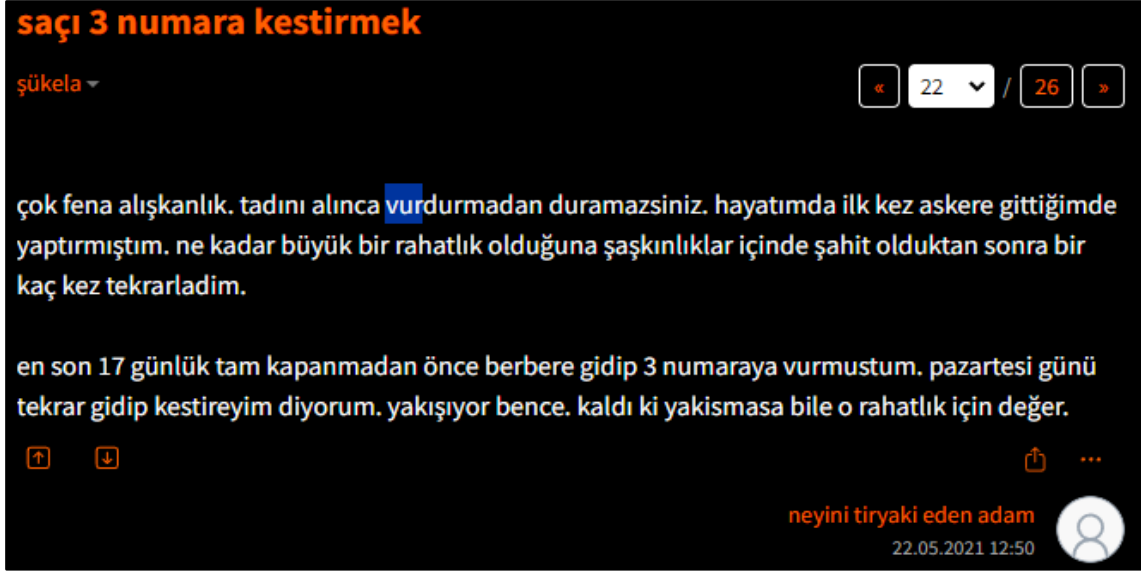 saçı 3 numara kestirmek
şükela
« 22 / 26 »
çok fena alışkanlık. tadını alınca vurdurmadan duramazsiniz. hayatımda ilk kez askere gittiğimde
yaptırmıştım. ne kadar büyük bir rahatlık olduğuna şaşkınlıklar içinde şahit olduktan sonra bir
kaç kez tekrarladim.
en son 17 günlük tam kapanmadan önce berbere gidip 3 numaraya vurmustum. pazartesi günü
tekrar gidip kestireyim diyorum. yakışıyor bence. kaldı ki yakismasa bile o rahatlık için değer.
neyini tiryaki eden adam
22.05.2021 12:50